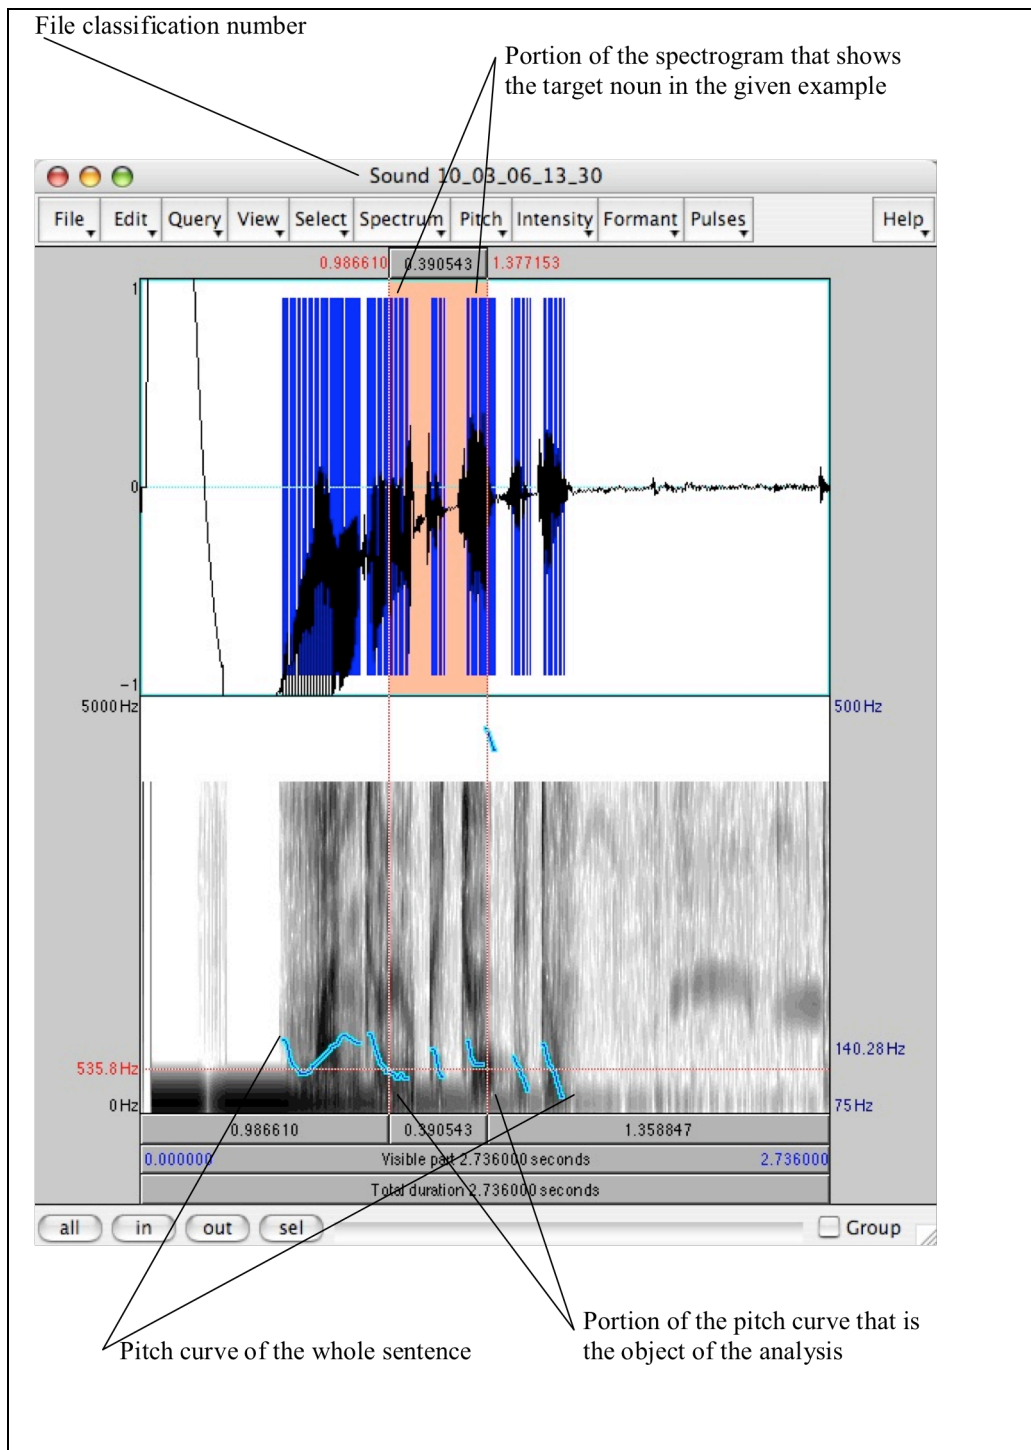 File classification number
Portion of the spectrogram that shows
the target noun in the given example
Sound 10_03_06_13_30
File Edit Query View Select Spectrum Pitch Intensity Formant Pulses Help
0.986610 0.390543 1.377153
1
0
-1
5000 Hz 500 Hz
140.28 Hz
535.8 Hz
0 Hz 75 Hz
0.986610 0.390543 1.358847
0.000000 Visible part 2.736000 seconds 2.736000
Total duration 2.736000 seconds
all in out sel Group
Portion of the pitch curve that is
Pitch curve of the whole sentence the object of the analysis